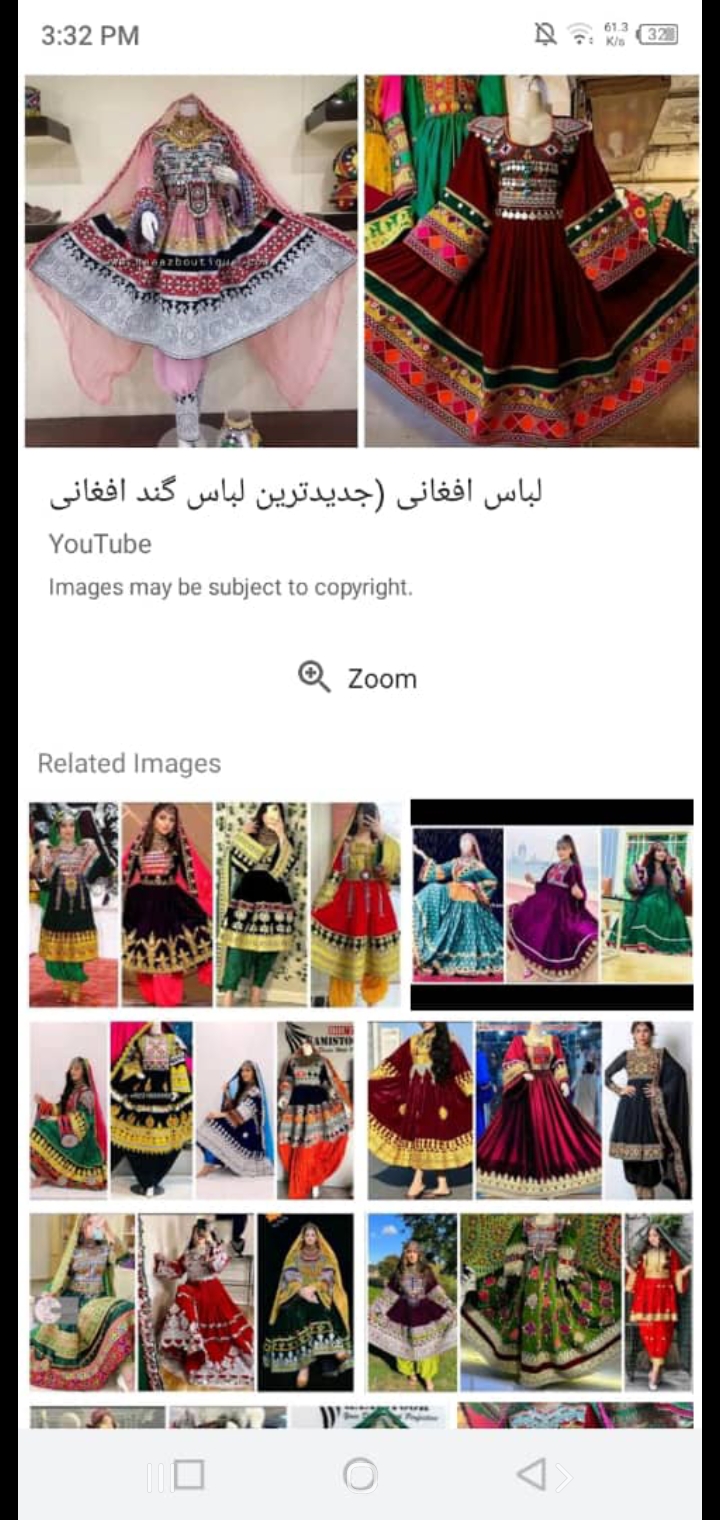 3:32 PM
61.3
K/s
32
لباس افغانی (جدیدترین لباس گند افغانی
YouTube
Images may be subject to copyright.
Zoom
Related Images